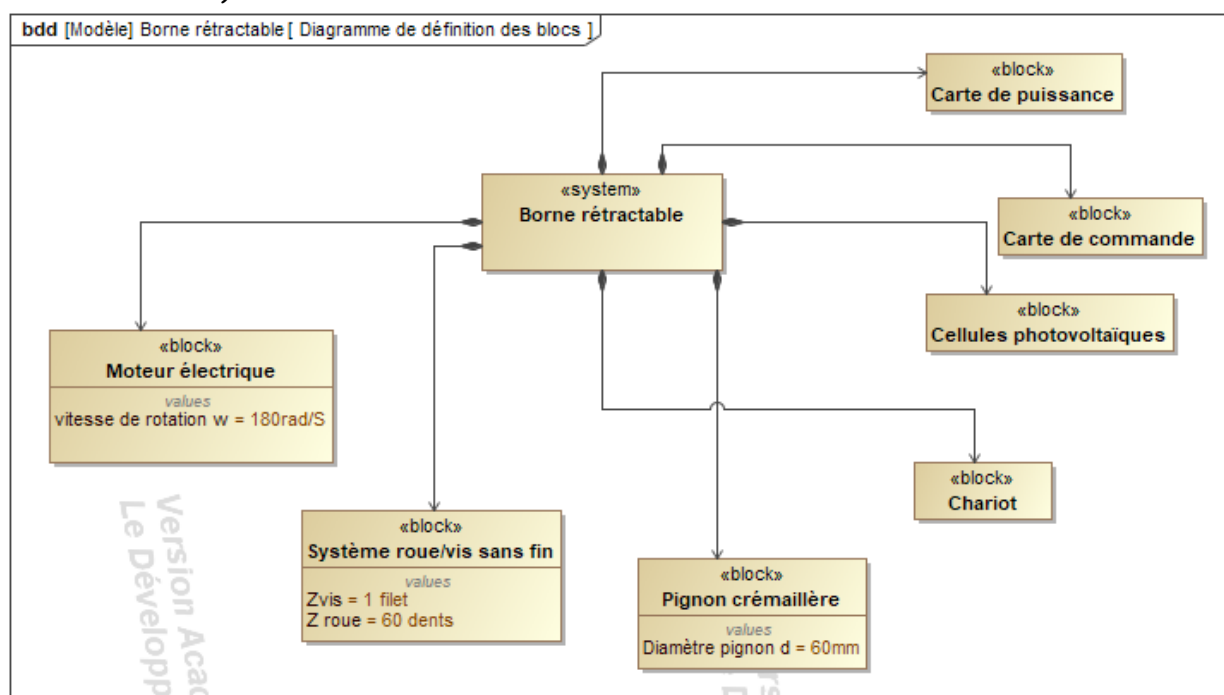 bdd [Modèle] Borne rétractable [ Diagramme de définition des blocs ]
«block»
Carte de puissance
«system»
Borne rétractable
«block»
Carte de commande
«block»
Cellules photovoltaïques
«block»
Moteur électrique
values
vitesse de rotation w = 180rad/S
«block»
Chariot
«block»
Système roue/vis sans fin
values
Zvis = 1 filet
Z roue = 60 dents
«block»
Pignon crémaillère
values
Diamètre pignon d = 60mm
Version Acad
Le Développ